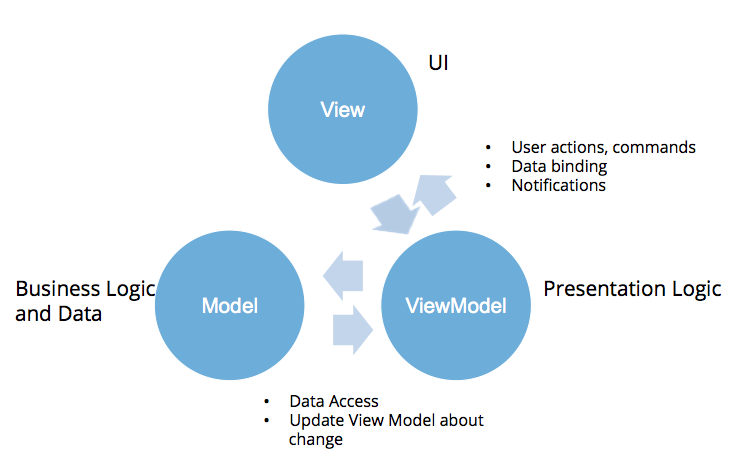 UI
View
• User actions, commands
• Data binding
• Notifications
Business Logic
and Data
Model
ViewModel
Presentation Logic
• Data Access
• Update View Model about
change